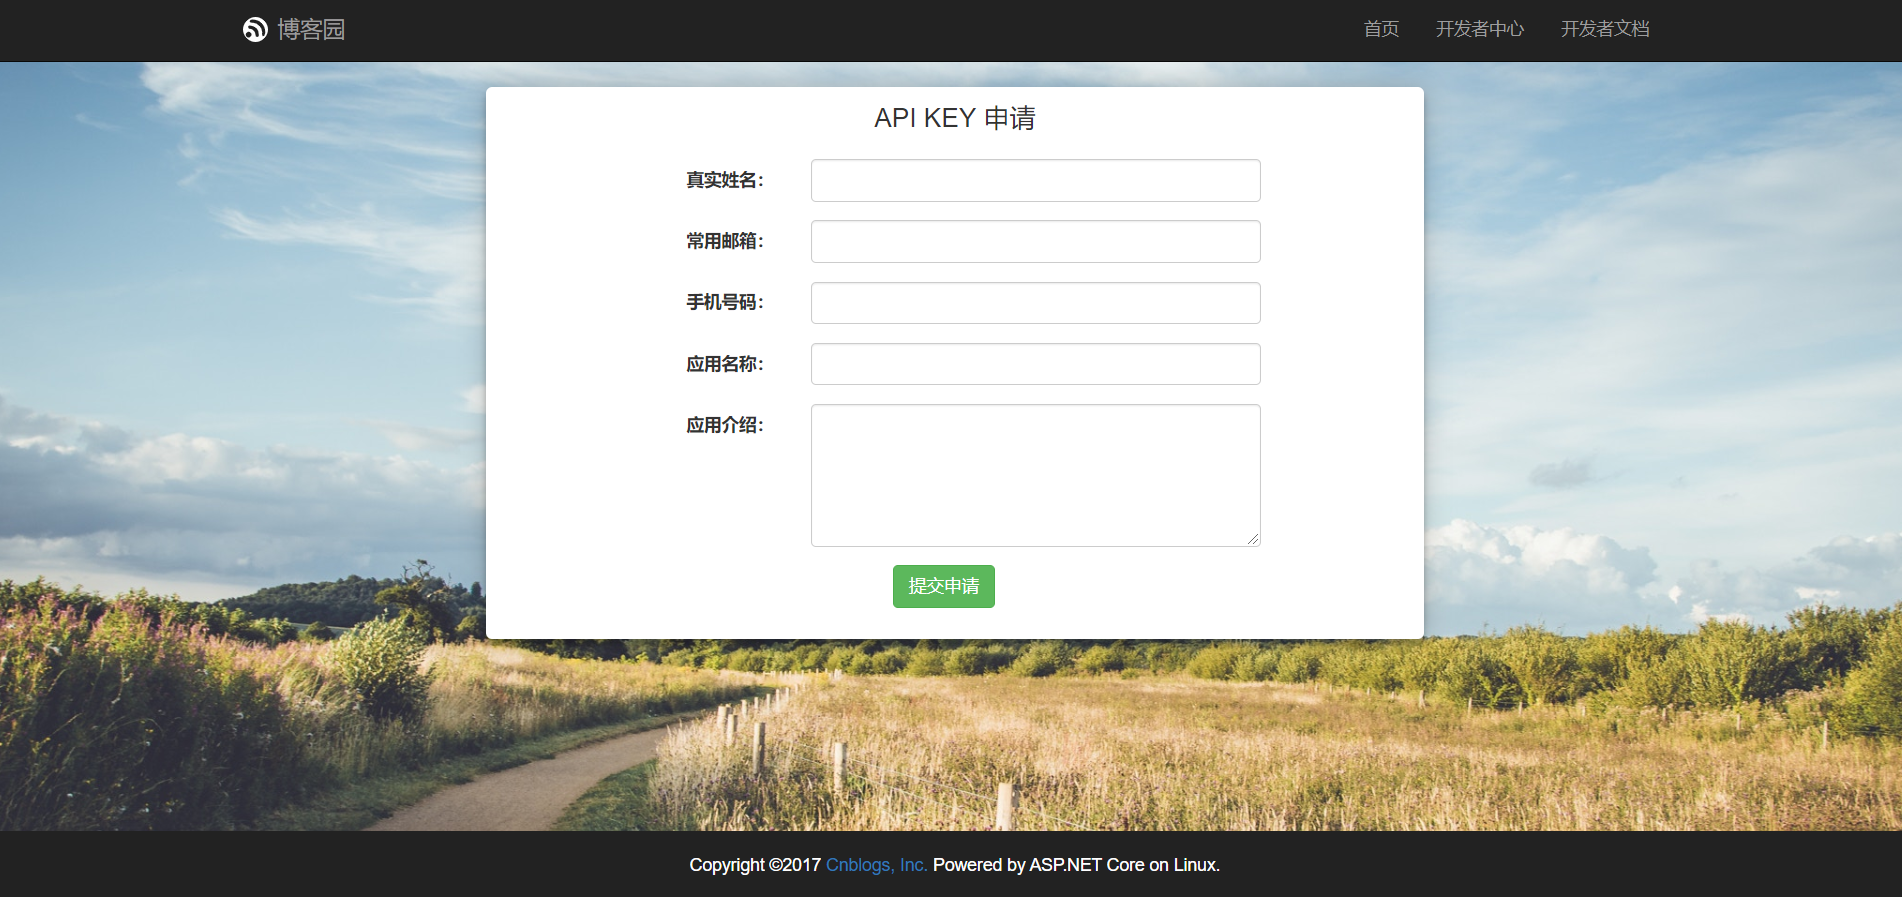 博客园
首页 开发者中心 开发者文档
API KEY 申请
真实姓名：
常用邮箱：
手机号码：
应用名称：
应用介绍：
提交申请
Copyright ©2017 Cnblogs, Inc. Powered by ASP.NET Core on Linux.